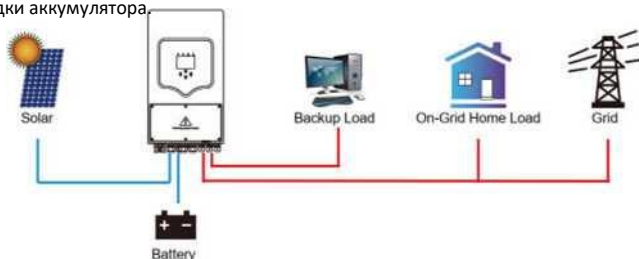 дки аккумулятора.
Solar
Backup Load
On-Grid Home Load
Grid
Battery